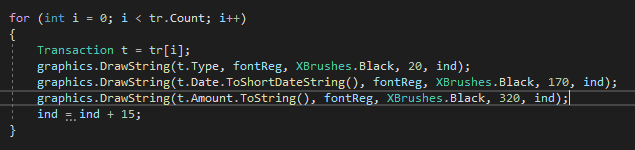 for (int i = 0; i < tr.Count; i++)
{
Transaction t = tr[i];
graphics.DrawString(t.Type, fontReg, XBrushes.Black, 20, ind);
graphics.DrawString(t.Date.ToShortDateString(), fontReg, XBrushes.Black, 170, ind);
graphics.DrawString(t.Amount.ToString(), fontReg, XBrushes.Black, 320, ind);
ind = ind + 15;
}